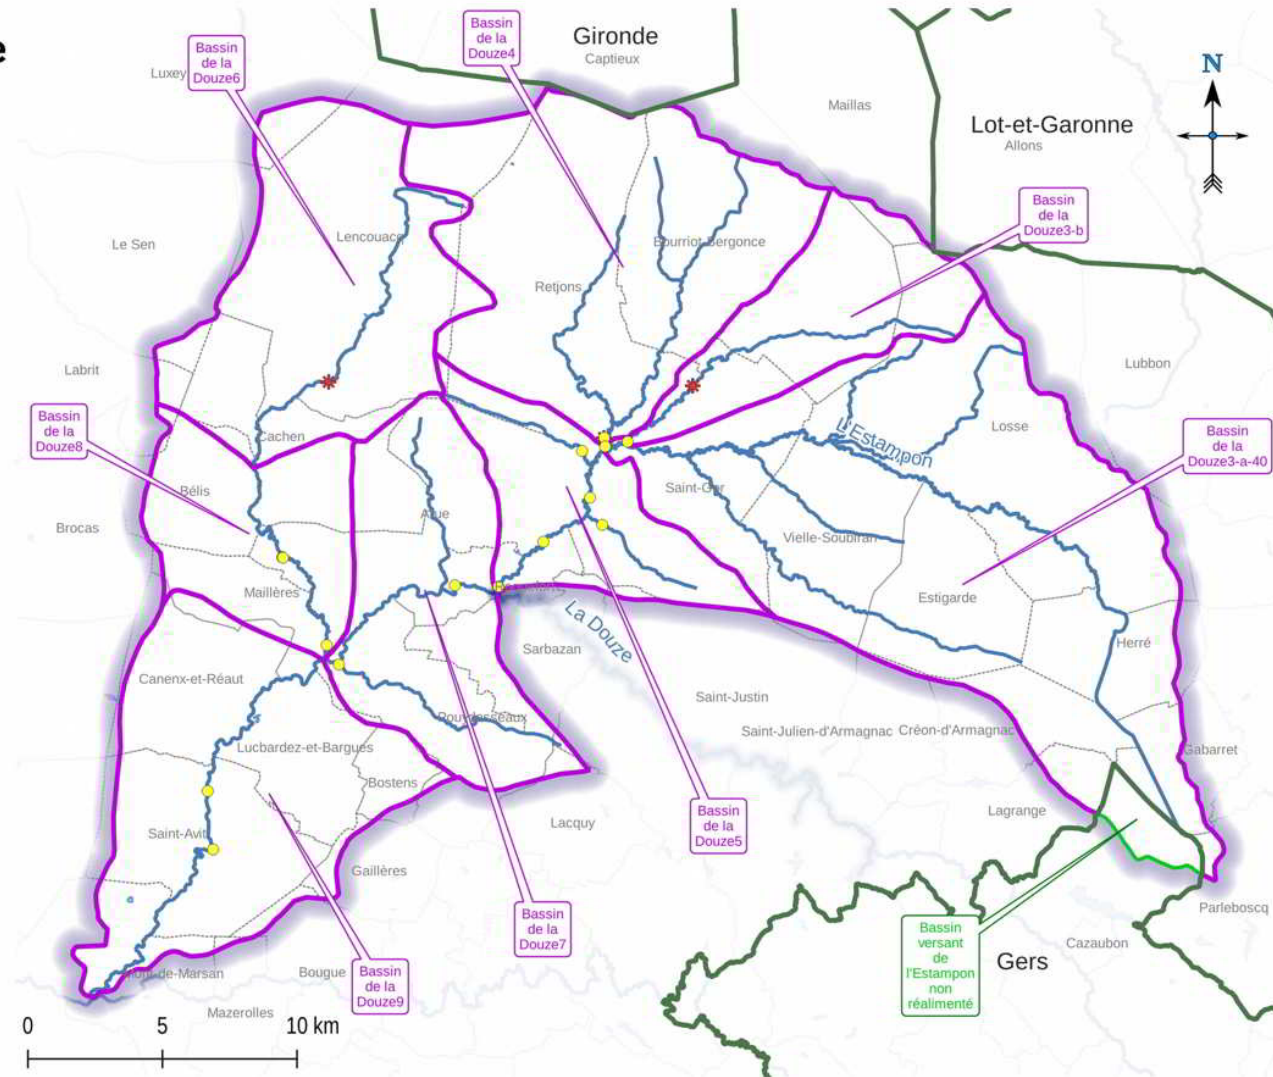 e
Bassin
de la
Douze6
Bassin
de la
Douze4
Gironde
Captieux
Luxey
N
Maillas
Lot-et-Garonne
Allons
Bassin
de la
Douze3-b
Le Sen
Lencouacq
Bourriot-Bergonce
Retjons
Labrit
Lubbon
Bassin
de la
Douze8
Cachen
L'Estampon
Losse
Bassin
de la
Douze3-a-40
Bélis
Saint-Gor
Brocas
Arue
Vielle-Soubiran
Maillères
Estigarde
La Douze
Herré
Sarbazan
Canenx-et-Réaut
Saint-Justin
Pouydesseaux
Saint-Julien-d'Armagnac
Créon-d'Armagnac
Lucbardez-et-Bargues
Gabarret
Bostens
Lagrange
Bassin
de la
Douze5
Saint-Avit
Lacquy
Gaillères
Parleboscq
Bassin
de la
Douze7
Bassin
versant
de
l'Estampon
non
réalimenté
Cazaubon
Gers
Mont-de-Marsan
Bougue
Bassin
de la
Douze9
Mazerolles
0 5 10 km